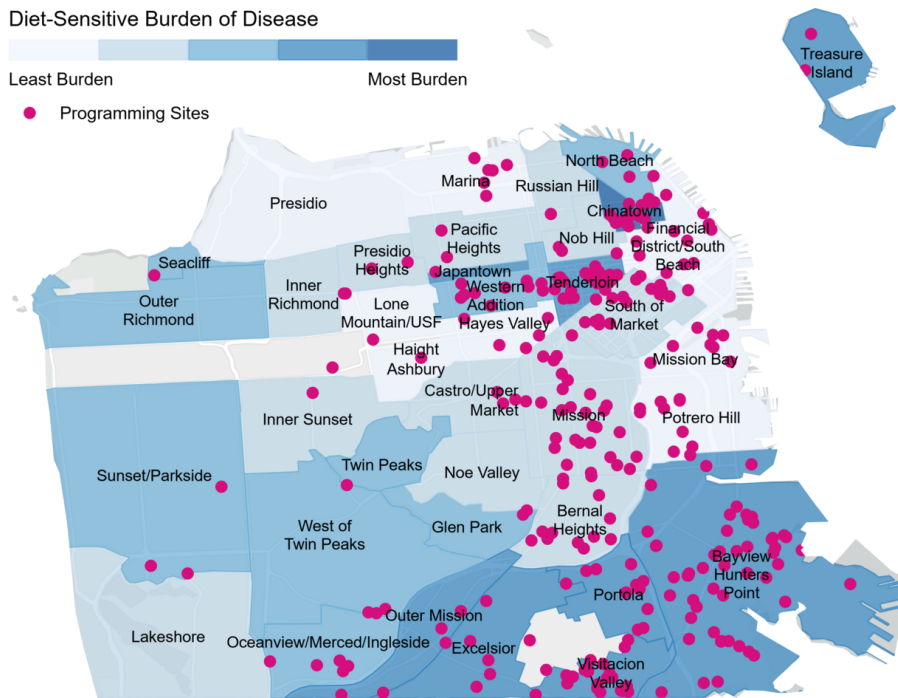 Diet-Sensitive Burden of Disease
Least Burden
Most Burden
Programming Sites
Treasure
Island
North Beach
Marina
Russian Hill
Presidio
Chinatown
Pacific
Heights
Nob Hill
Financial
District/South
Beach
Seacliff
Presidio
Heights
Japantown
Tenderloin
Inner
Richmond
Western
Addition
Outer
Richmond
Lone
Mountain/USF
Hayes Valley
South of
Market
Haight
Ashbury
Mission Bay
Castro/Upper
Market
Inner Sunset
Mission
Potrero Hill
Sunset/Parkside
Twin Peaks
Noe Valley
West of
Twin Peaks
Glen Park
Bernal
Heights
Bayview
Hunters
Point
Portola
Lakeshore
Outer Mission
Oceanview/Merced/Ingleside
Excelsior
Visitacion
Valley